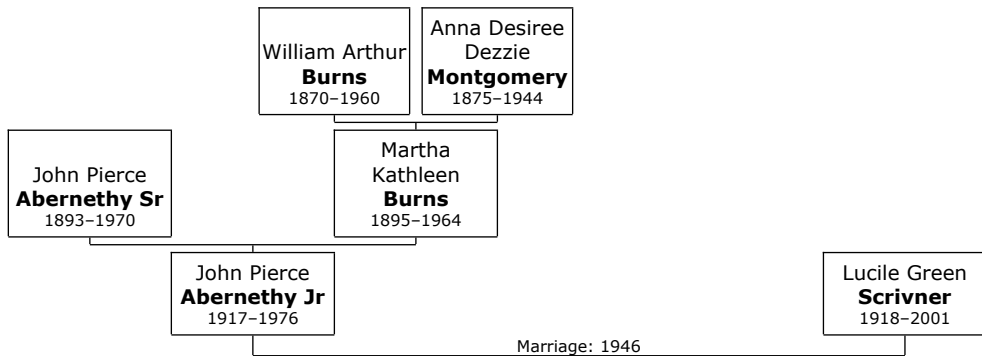 William Arthur
Burns
1870–1960
Anna Desiree
Dezzie
Montgomery
1875–1944
John Pierce
Abernethy Sr
1893–1970
Martha
Kathleen
Burns
1895–1964
John Pierce
Abernethy Jr
1917–1976
Lucile Green
Scrivner
1918–2001
Marriage: 1946